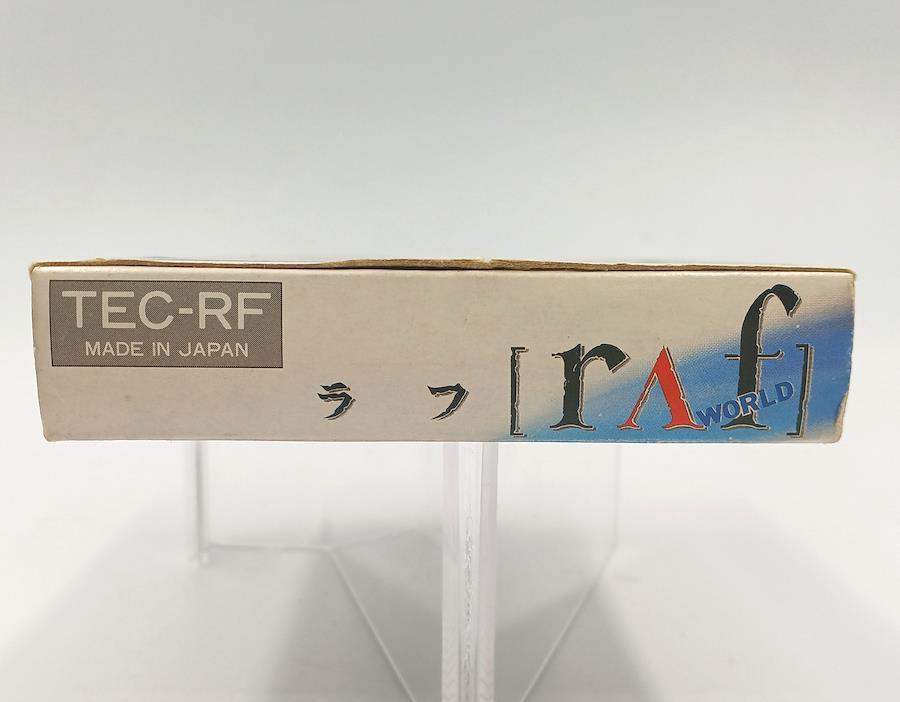 TEC-RF
MADE IN JAPAN
ラフ [rΛf]
WORLD